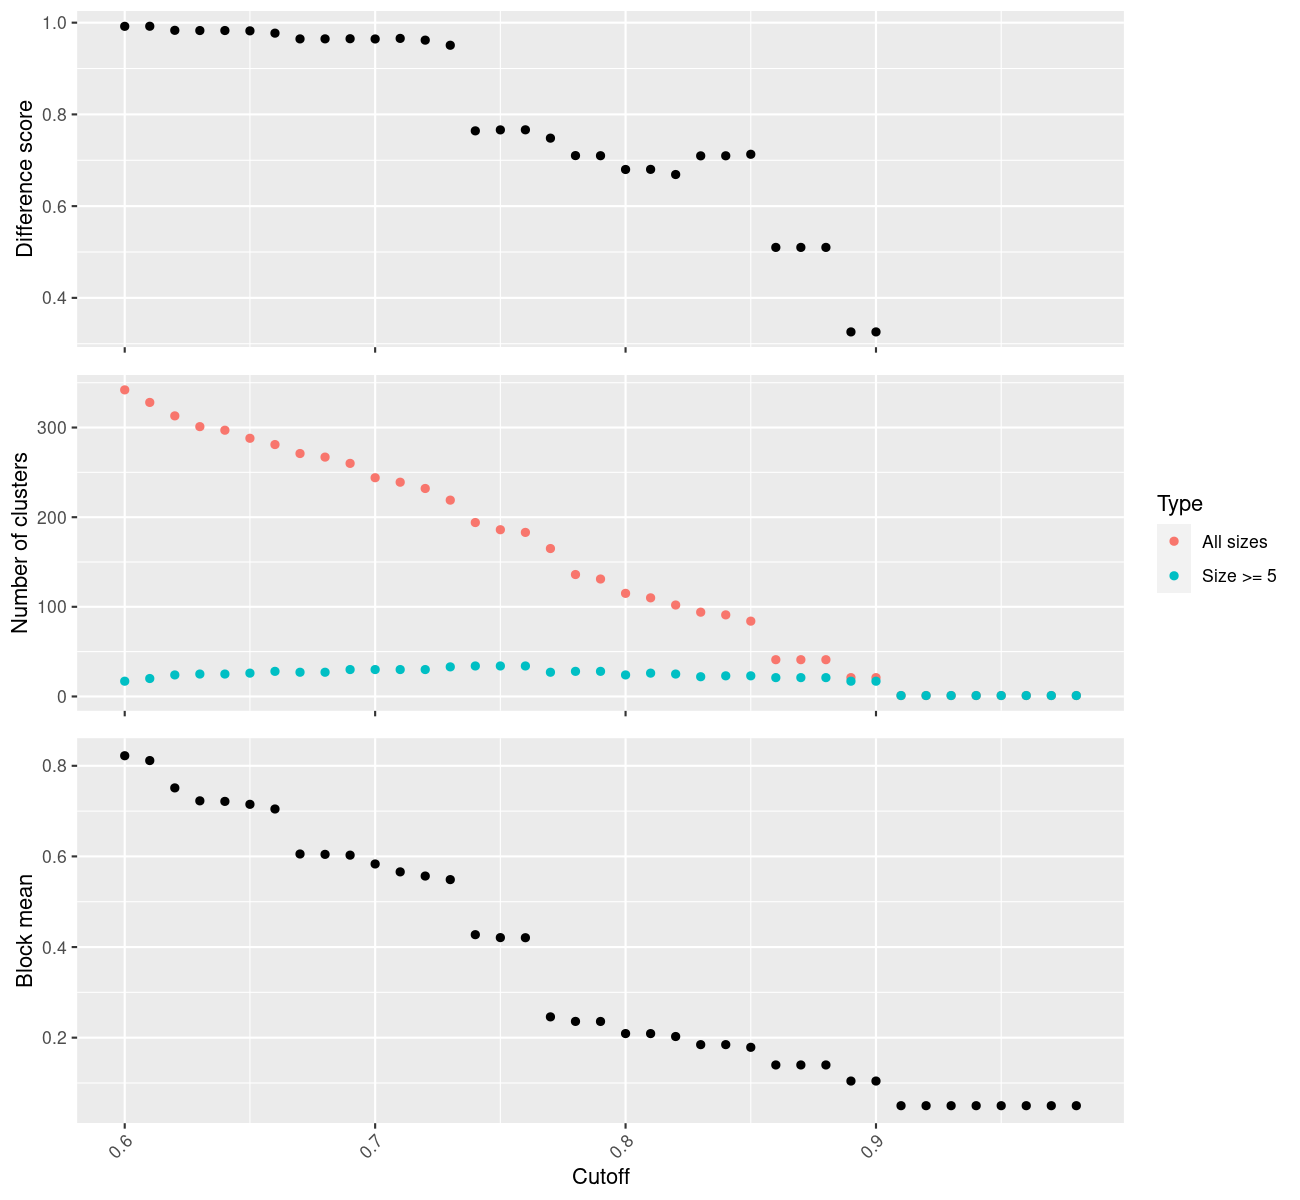 1.0
0.8
0.6
0.4
Difference score
300
200
100
0
Number of clusters
Type
All sizes
Size >= 5
0.8
0.6
0.4
0.2
Block mean
0.6
0.7
0.8
0.9
Cutoff